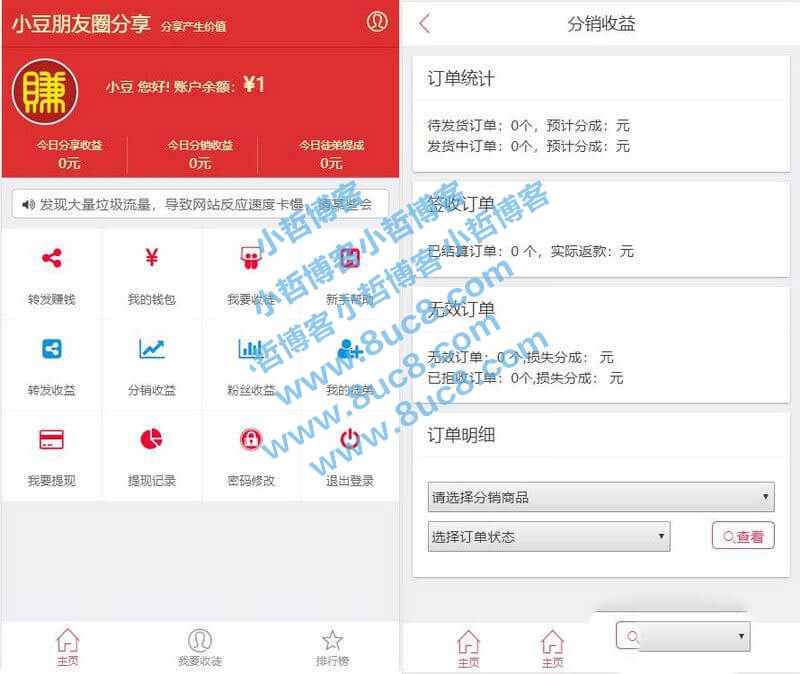 小豆朋友圈分享 分享产生价值
賺
小豆 您好! 账户余额：¥1
今日分享收益 今日分销收益 今日徒弟提成
0元 0元 0元
发现大量垃圾流量，导致网站反应速度卡慢，请某些会
转发赚钱 我的钱包 我要收徒 新手帮助
转发收益 分销收益 粉丝收益 我的徒弟
我要提现 提现记录 密码修改 退出登录
主页 我要收徒 排行榜
分销收益
订单统计
待发货订单：0个，预计分成：元
发货中订单：0个，预计分成：元
签收订单
已结算订单：0 个，实际返款：元
无效订单
无效订单：0 个,损失分成： 元
已拒收订单：0个,损失分成： 元
订单明细
请选择分销商品
选择订单状态 查看
主页 主页
小哲博客小哲博客
小哲博客 小哲博客
小哲博客 www.8uc8.com
www.8uc8.com
www.8uc8.com